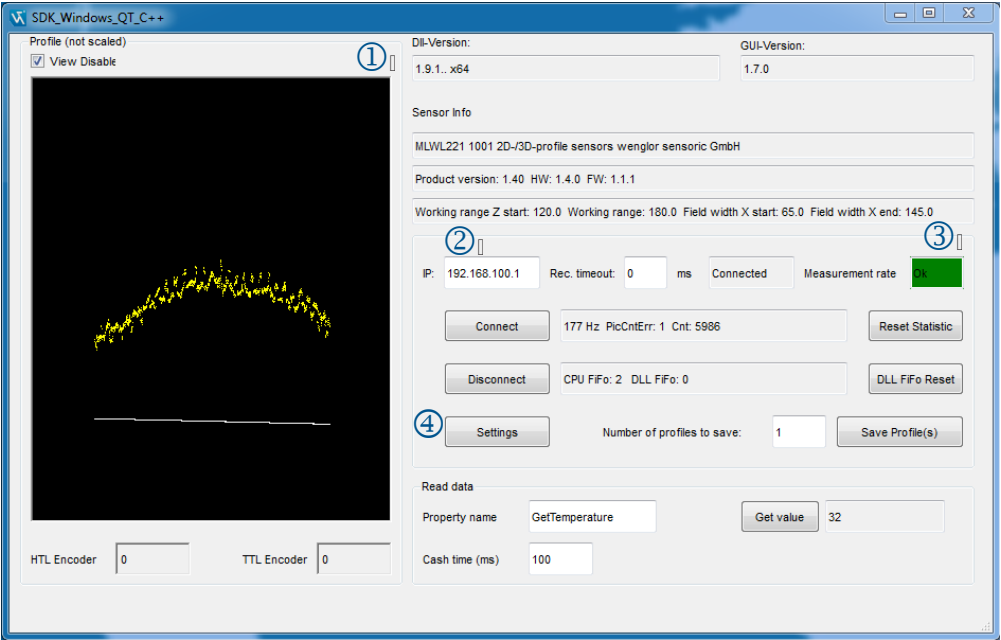 SDK_Windows_QT_C++
Profile (not scaled)
View Disable
①
Dll-Version:
1.9.1.. x64
GUI-Version:
1.7.0
Sensor Info
MLWL221 1001 2D-/3D-profile sensors wenglor sensoric GmbH
Product version: 1.40 HW: 1.4.0 FW: 1.1.1
Working range Z start: 120.0 Working range: 180.0 Field width X start: 65.0 Field width X end: 145.0
② ③
IP: 192.168.100.1 Rec. timeout: 0 ms Connected Measurement rate Ok
Connect 177 Hz PicCntErr: 1 Cnt: 5986 Reset Statistic
Disconnect CPU FiFo: 2 DLL FiFo: 0 DLL FiFo Reset
④ Settings Number of profiles to save: 1 Save Profile(s)
Read data
Property name GetTemperature Get value 32
Cash time (ms) 100
HTL Encoder 0 TTL Encoder 0